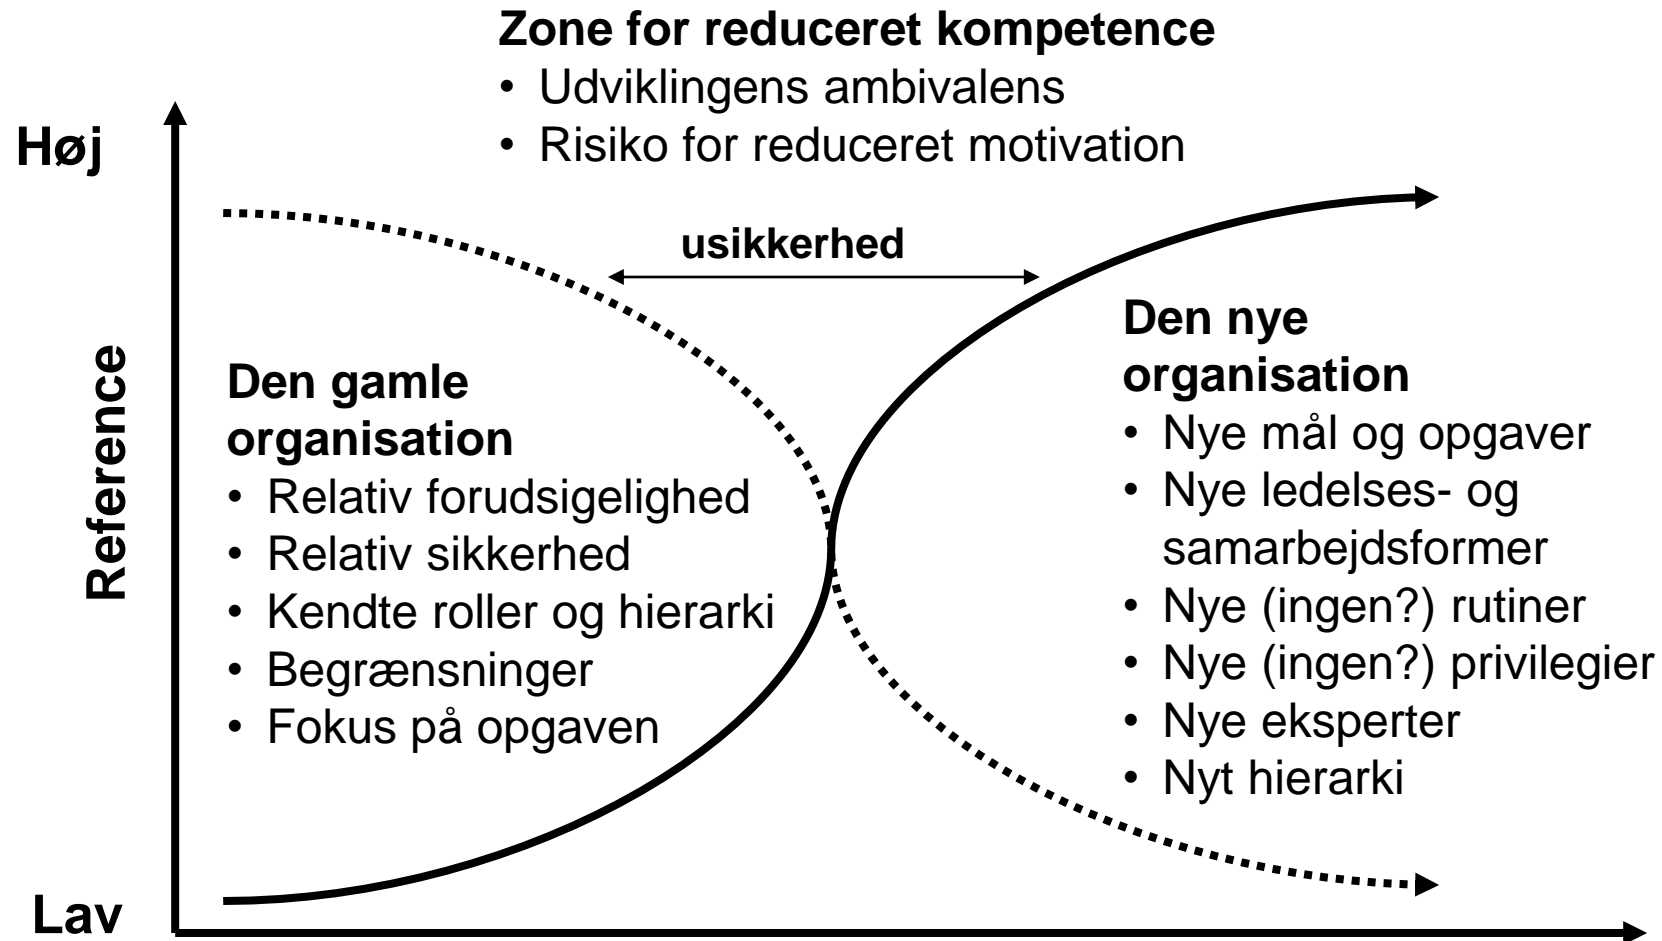 Zone for reduceret kompetence
• Udviklingens ambivalens
• Risiko for reduceret motivation
Høj
usikkerhed
Reference
Den gamle
organisation
• Relativ forudsigelighed
• Relativ sikkerhed
• Kendte roller og hierarki
• Begrænsninger
• Fokus på opgaven
Den nye
organisation
• Nye mål og opgaver
• Nye ledelses- og
samarbejdsformer
• Nye (ingen?) rutiner
• Nye (ingen?) privilegier
• Nye eksperter
• Nyt hierarki
Lav